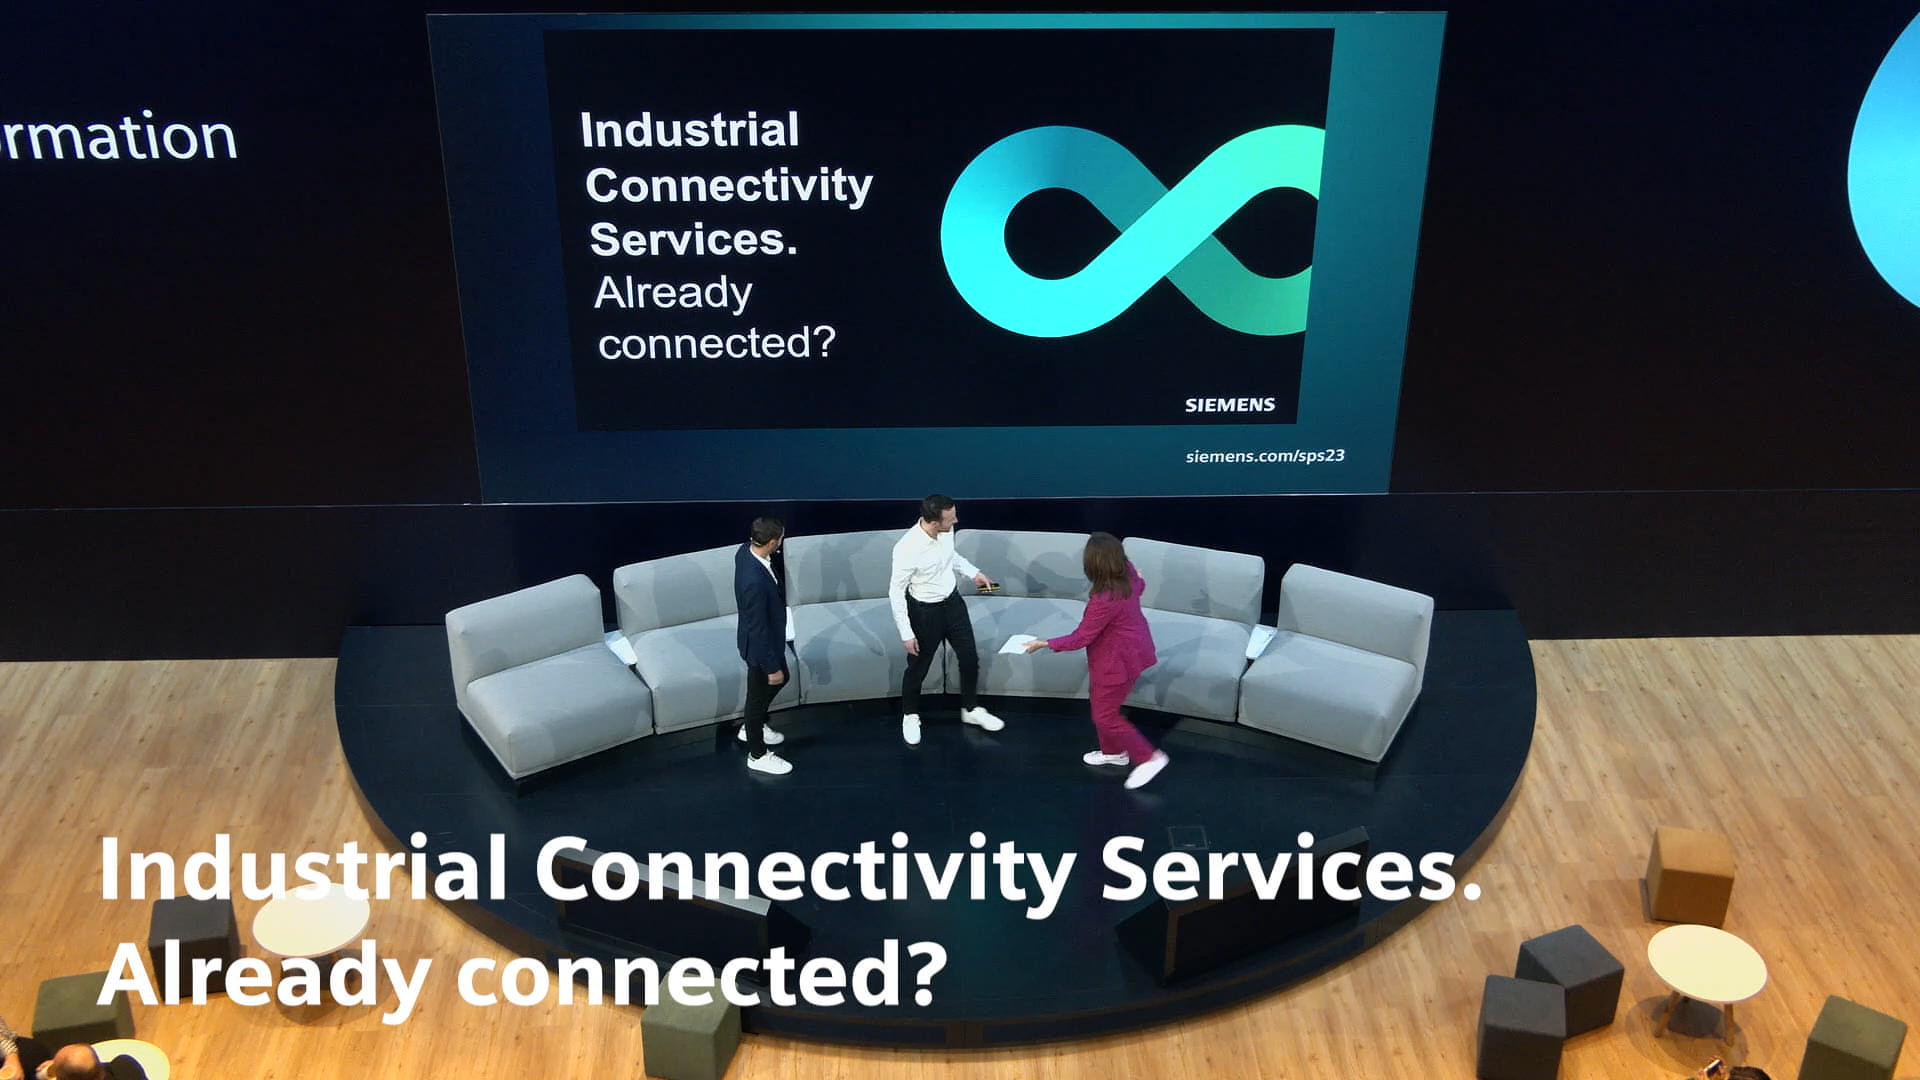 rmation
Industrial
Connectivity
Services.
Already
connected?
SIEMENS
siemens.com/sps23
Industrial Connectivity Services.
Already connected?